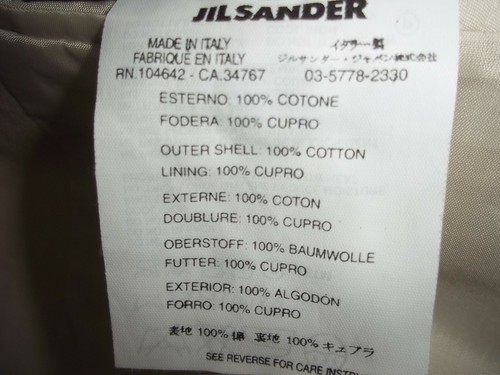 JIL SANDER
MADE IN ITALY イタリー製
FABRIQUE EN ITALY ジルサンダー・ジャパン株式会社
RN.104642 - CA.34767 03-5778-2330
ESTERNO: 100% COTONE
FODERA: 100% CUPRO
OUTER SHELL: 100% COTTON
LINING: 100% CUPRO
EXTERNE: 100% COTON
DOUBLURE: 100% CUPRO
OBERSTOFF: 100% BAUMWOLLE
FUTTER: 100% CUPRO
EXTERIOR: 100% ALGODÓN
FORRO: 100% CUPRO
表地 100% 綿 裏地 100% キュプラ
SEE REVERSE FOR CARE